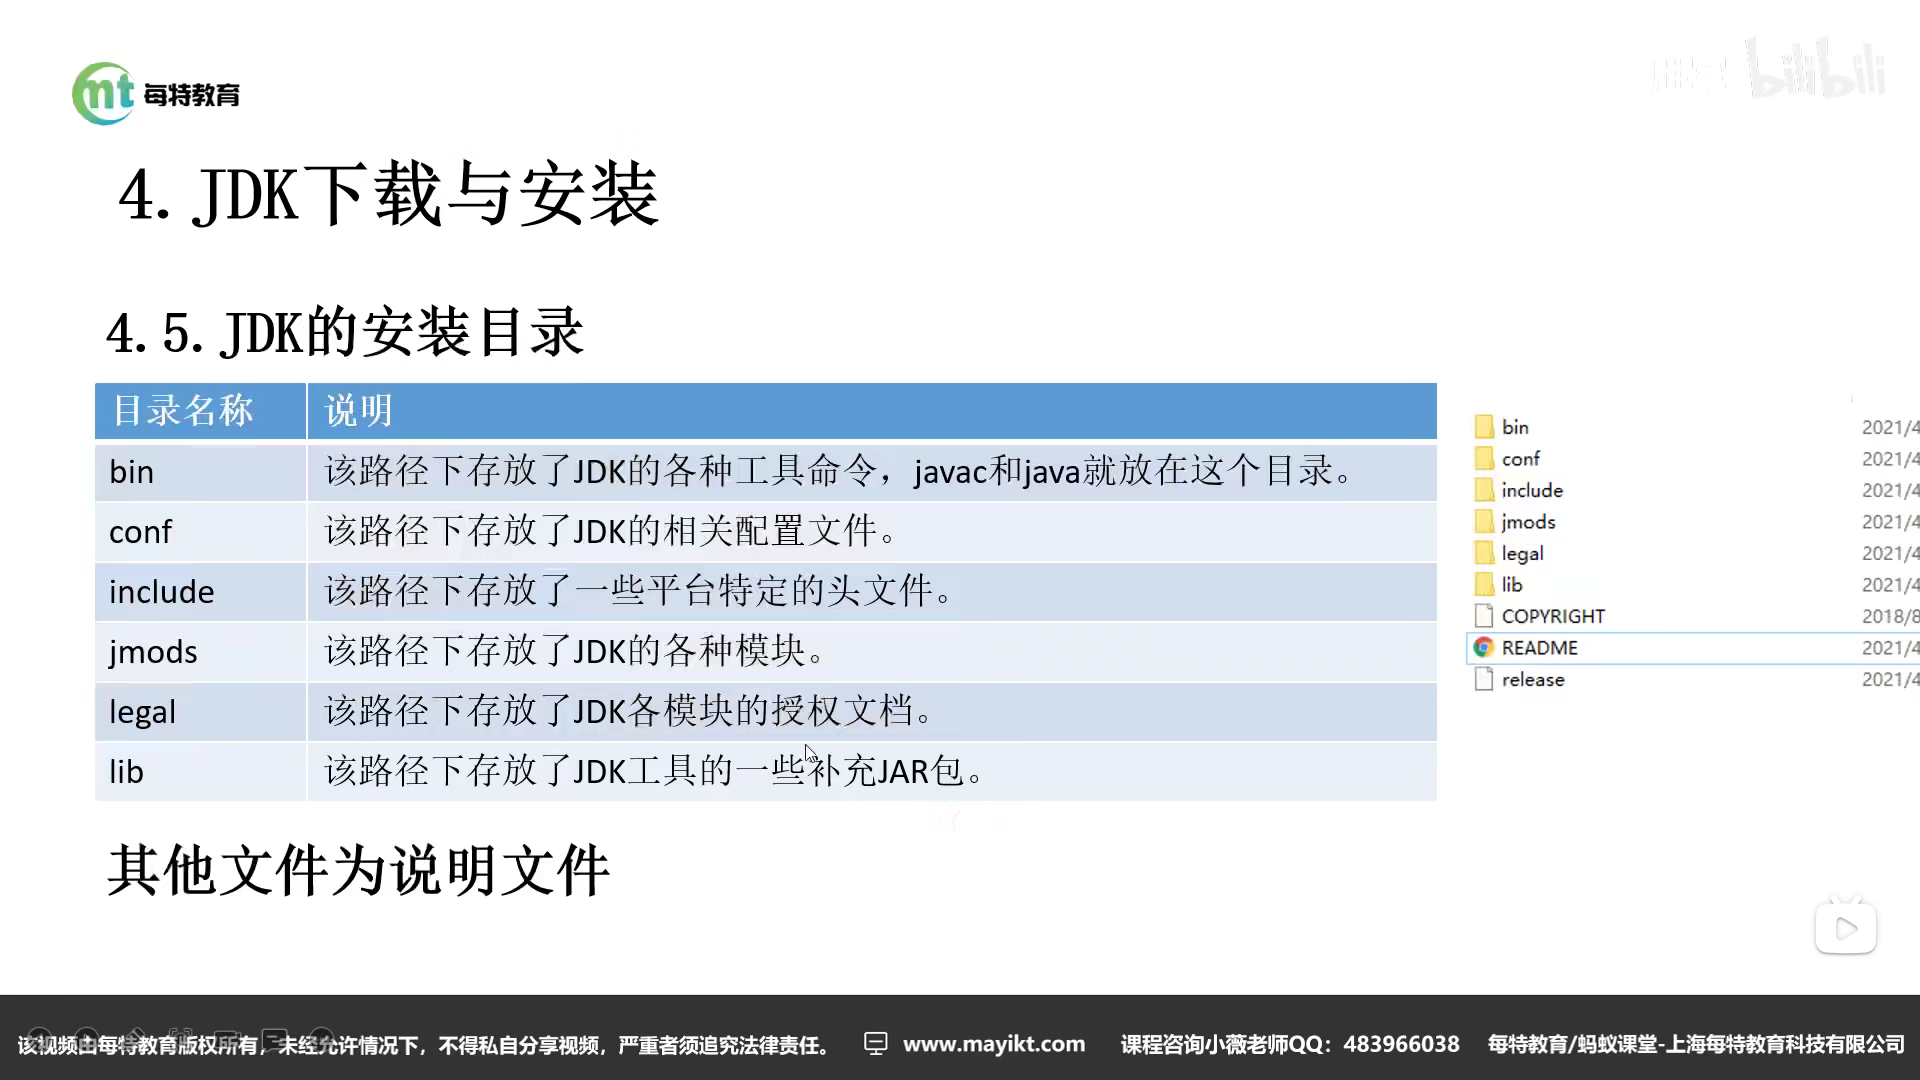 mt 每特教育
bilibili
4.JDK下载与安装
4.5.JDK的安装目录
目录名称 说明
bin 该路径下存放了JDK的各种工具命令，javac和java就放在这个目录。
conf 该路径下存放了JDK的相关配置文件。
include 该路径下存放了一些平台特定的头文件。
jmods 该路径下存放了JDK的各种模块。
legal 该路径下存放了JDK各模块的授权文档。
lib 该路径下存放了JDK工具的一些补充JAR包。
bin 2021/4
conf 2021/4
include 2021/4
jmods 2021/4
legal 2021/4
lib 2021/4
COPYRIGHT 2018/8
README 2021/4
release 2021/4
其他文件为说明文件
该视频由每特教育版权所有，未经允许情况下，不得私自分享视频，严重者须追究法律责任。 www.mayikt.com 课程咨询小薇老师QQ：483966038 每特教育/蚂蚁课堂-上海每特教育科技有限公司